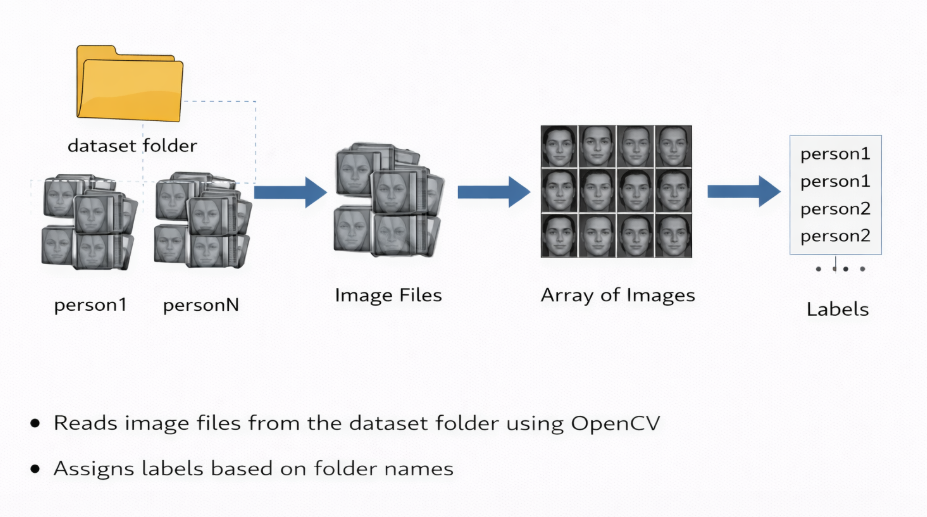 dataset folder
person1
personN
Image Files
Array of Images
person1
person1
person2
person2
Labels
• Reads image files from the dataset folder using OpenCV
• Assigns labels based on folder names